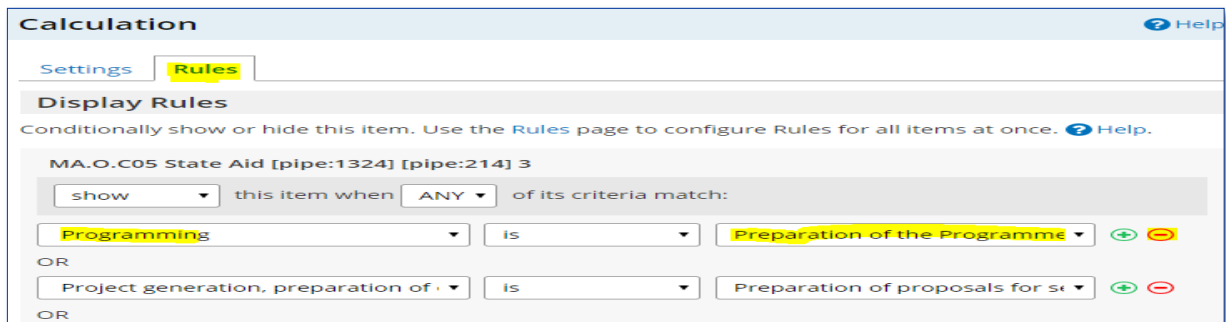 Calculation Help
Settings Rules
Display Rules
Conditionally show or hide this item. Use the Rules page to configure Rules for all items at once. Help.
MA.O.C05 State Aid [pipe:1324] [pipe:214] 3
show this item when ANY of its criteria match:
Programming is Preparation of the Programme
OR
Project generation, preparation of is Preparation of proposals for
OR